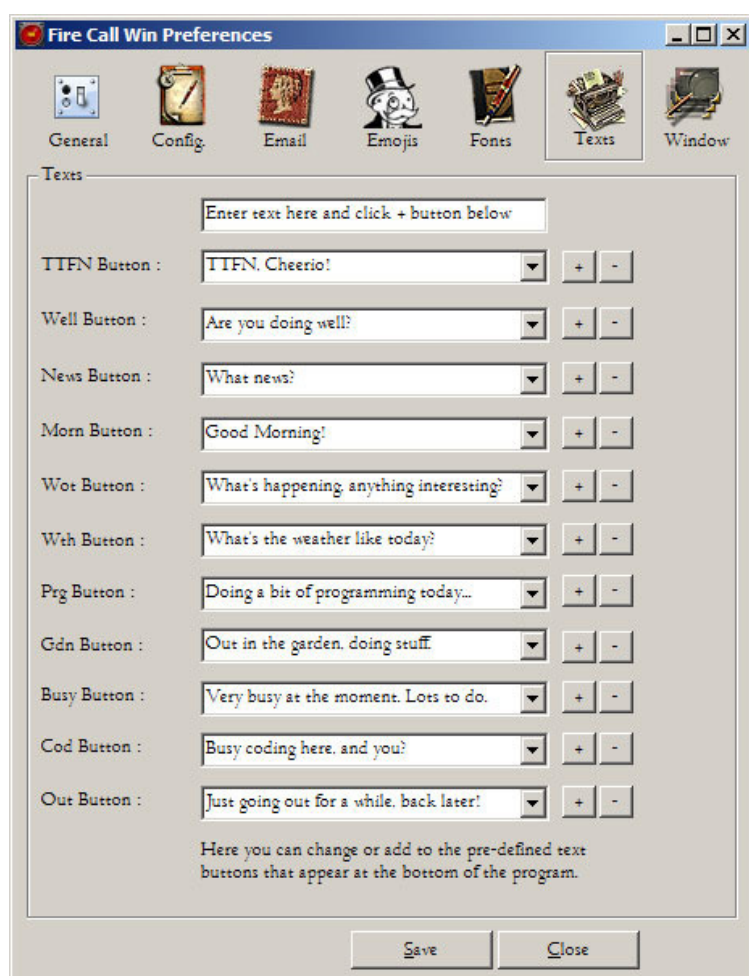 Fire Call Win Preferences
General Config. Email Emojis Fonts Texts Window
Texts
Enter text here and click + button below
TTFN Button : TTFN, Cheerio! + -
Well Button : Are you doing well? + -
News Button : What news? + -
Morn Button : Good Morning! + -
Wot Button : What's happening, anything interesting? + -
Wth Button : What's the weather like today? + -
Prg Button : Doing a bit of programming today... + -
Gdn Button : Out in the garden, doing stuff. + -
Busy Button : Very busy at the moment. Lots to do. + -
Cod Button : Busy coding here, and you? + -
Out Button : Just going out for a while, back later! + -
Here you can change or add to the pre-defined text
buttons that appear at the bottom of the program.
Save Close